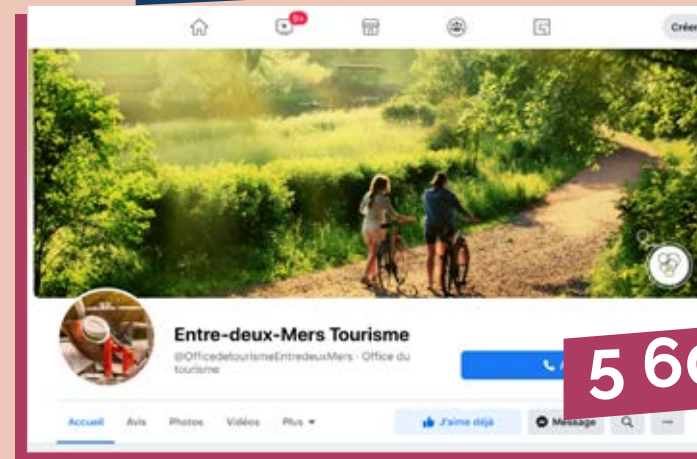 9+
Créer
Entre-deux-Mers Tourisme
@OfficedetourismeEntredeuxMers · Office du
tourisme
Accueil Avis Photos Vidéos Plus J'aime déjà Message
5 6